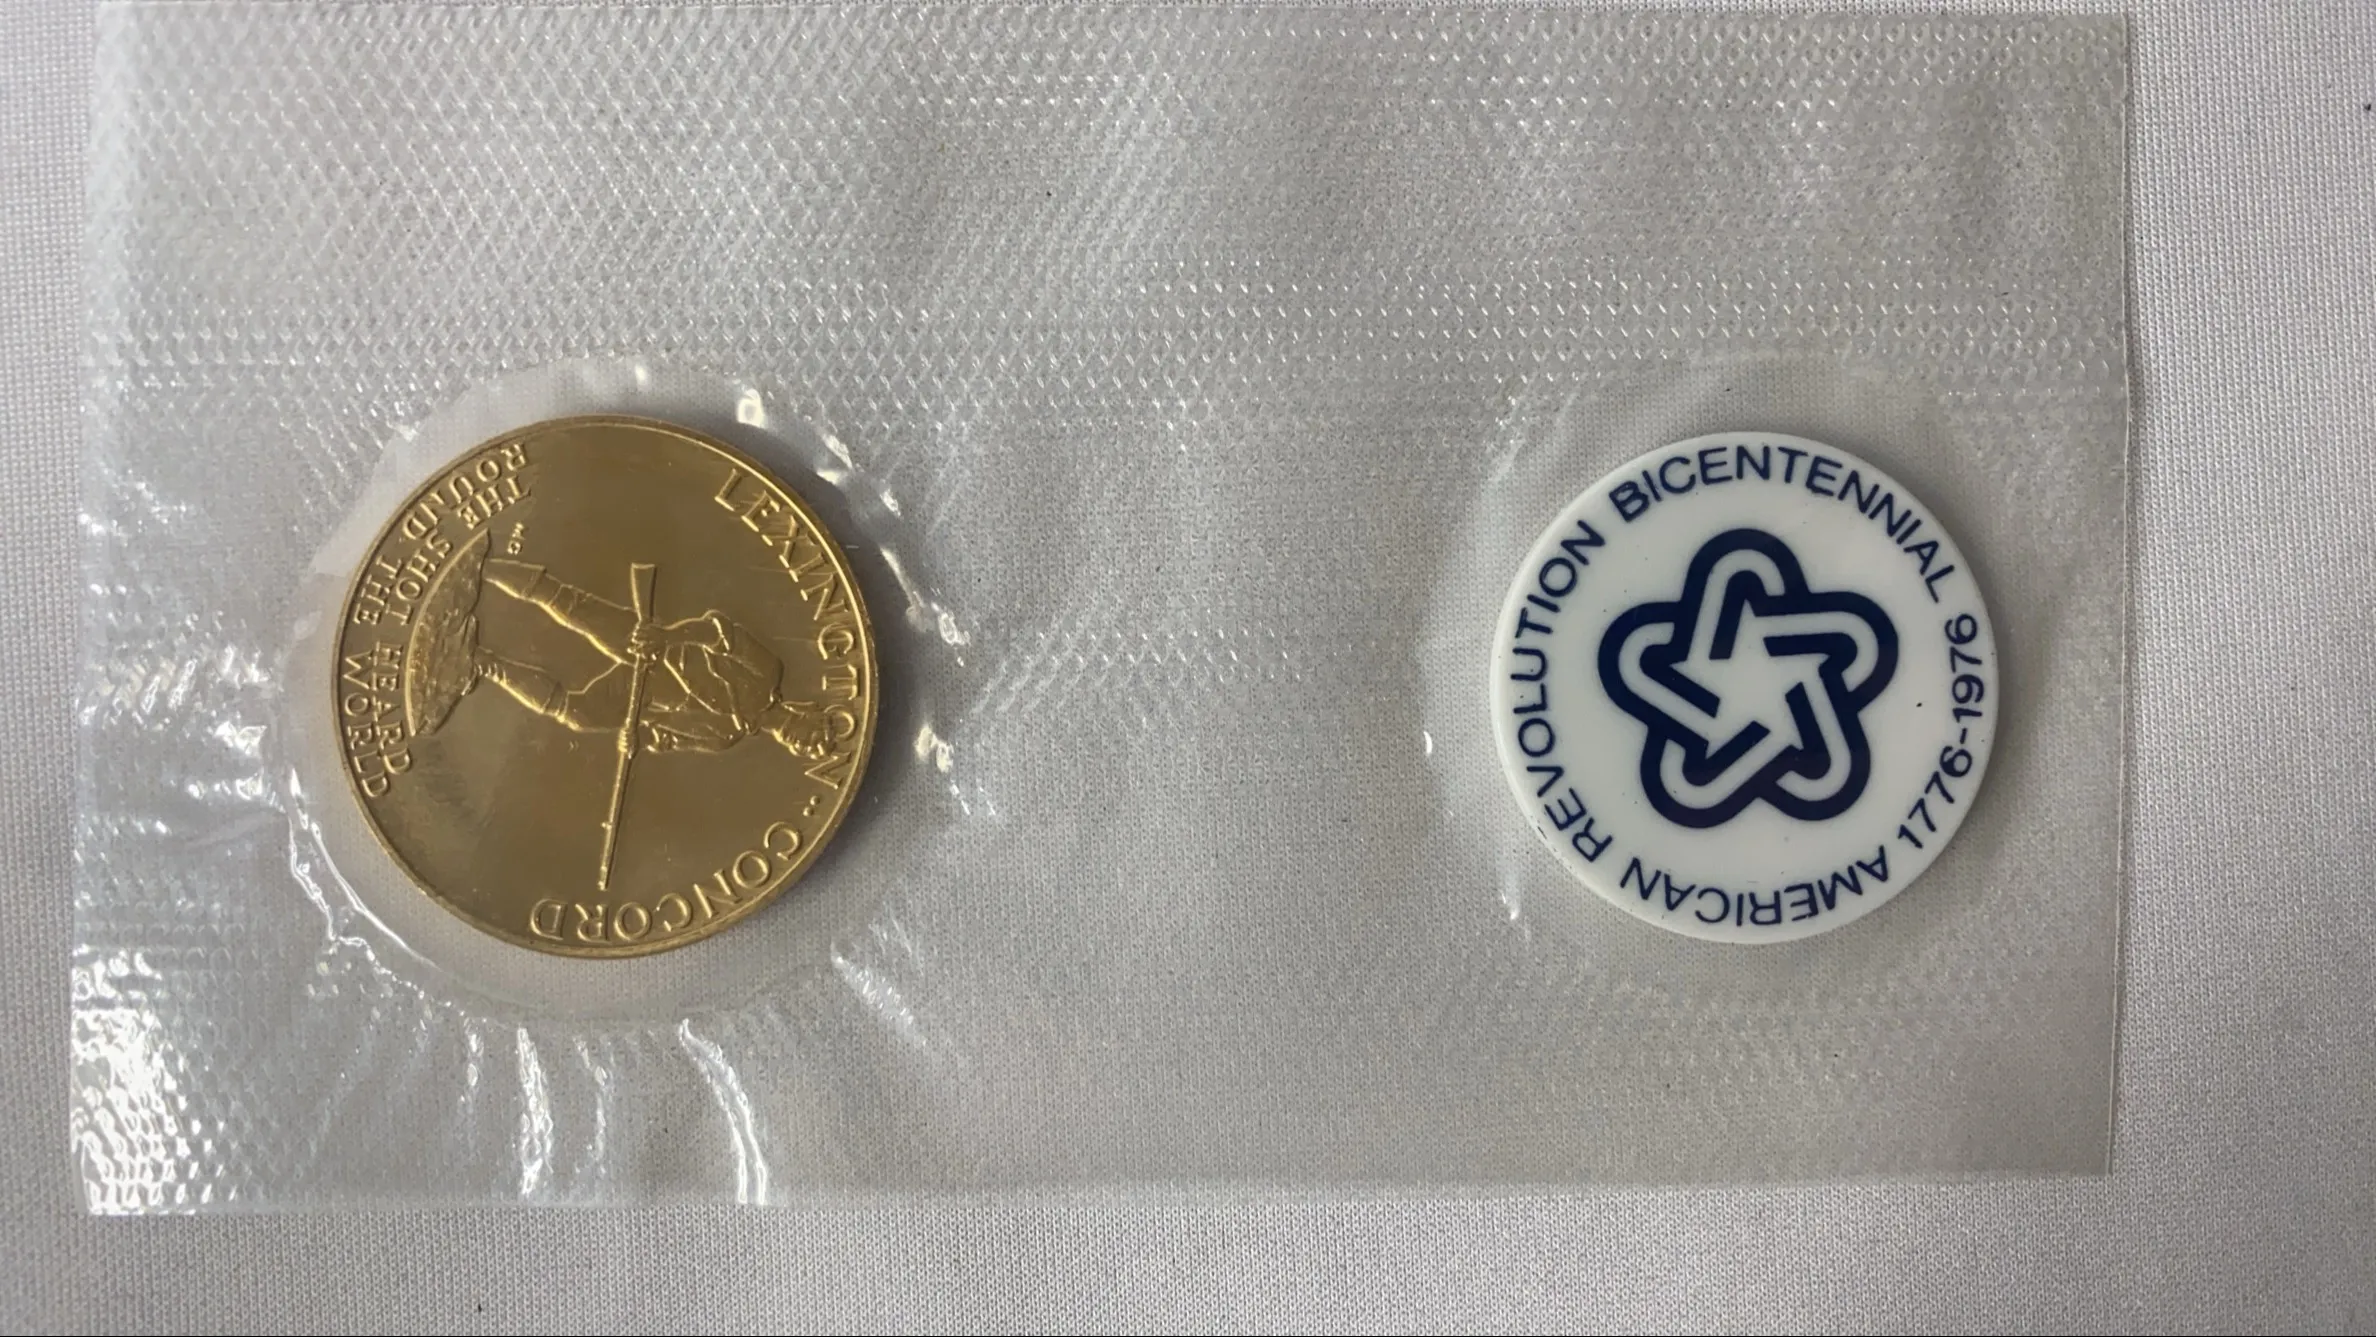 LEXINGTON·CONCORD
THE SHOT HEARD
ROUND THE WORLD
AMERICAN REVOLUTION BICENTENNIAL 1776-1976